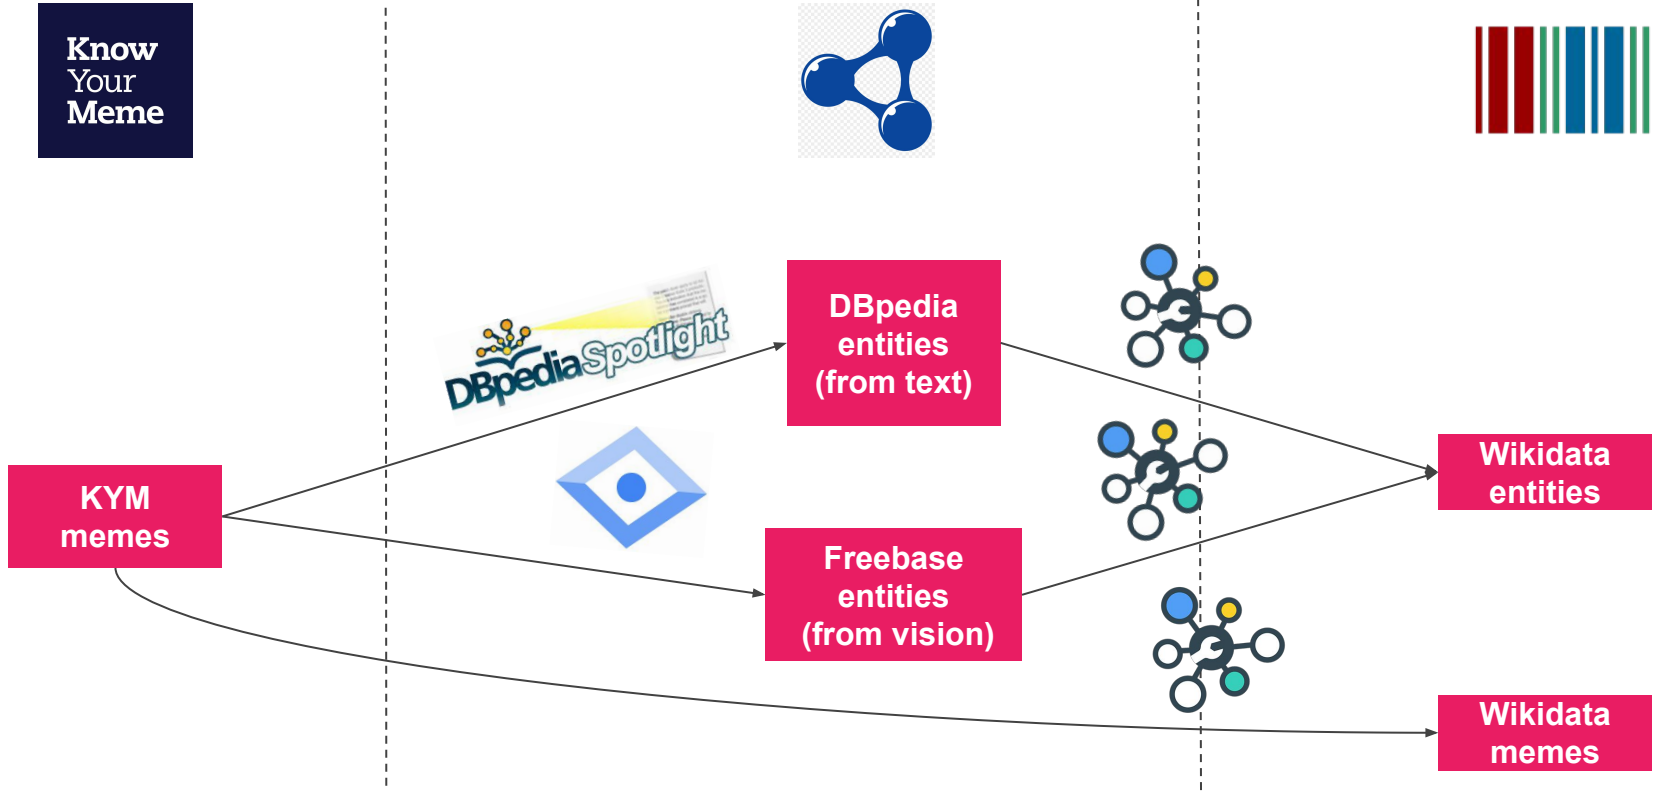 Know
Your
Meme
DBpediaSpotlight
DBpedia
entities
(from text)
KYM
memes
Wikidata
entities
Freebase
entities
(from vision)
Wikidata
memes